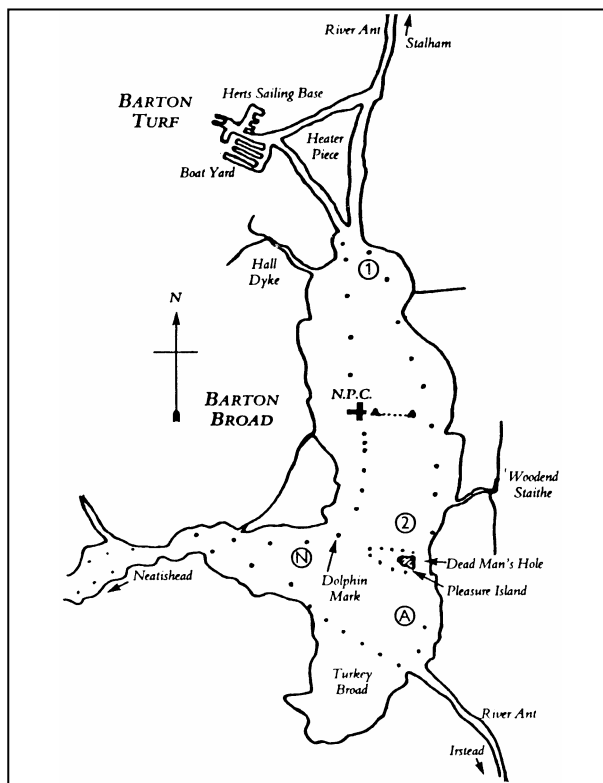 River Ant
Stalham
Herts Sailing Base
BARTON
TURF
Heater
Piece
Boat Yard
1
Hall
Dyke
N
N.P.C.
BARTON
BROAD
Woodend
Staithe
2
N
Dead Man's Hole
Neatishead
Dolphin
Mark
Pleasure Island
A
Turkey
Broad
River Ant
Irstead